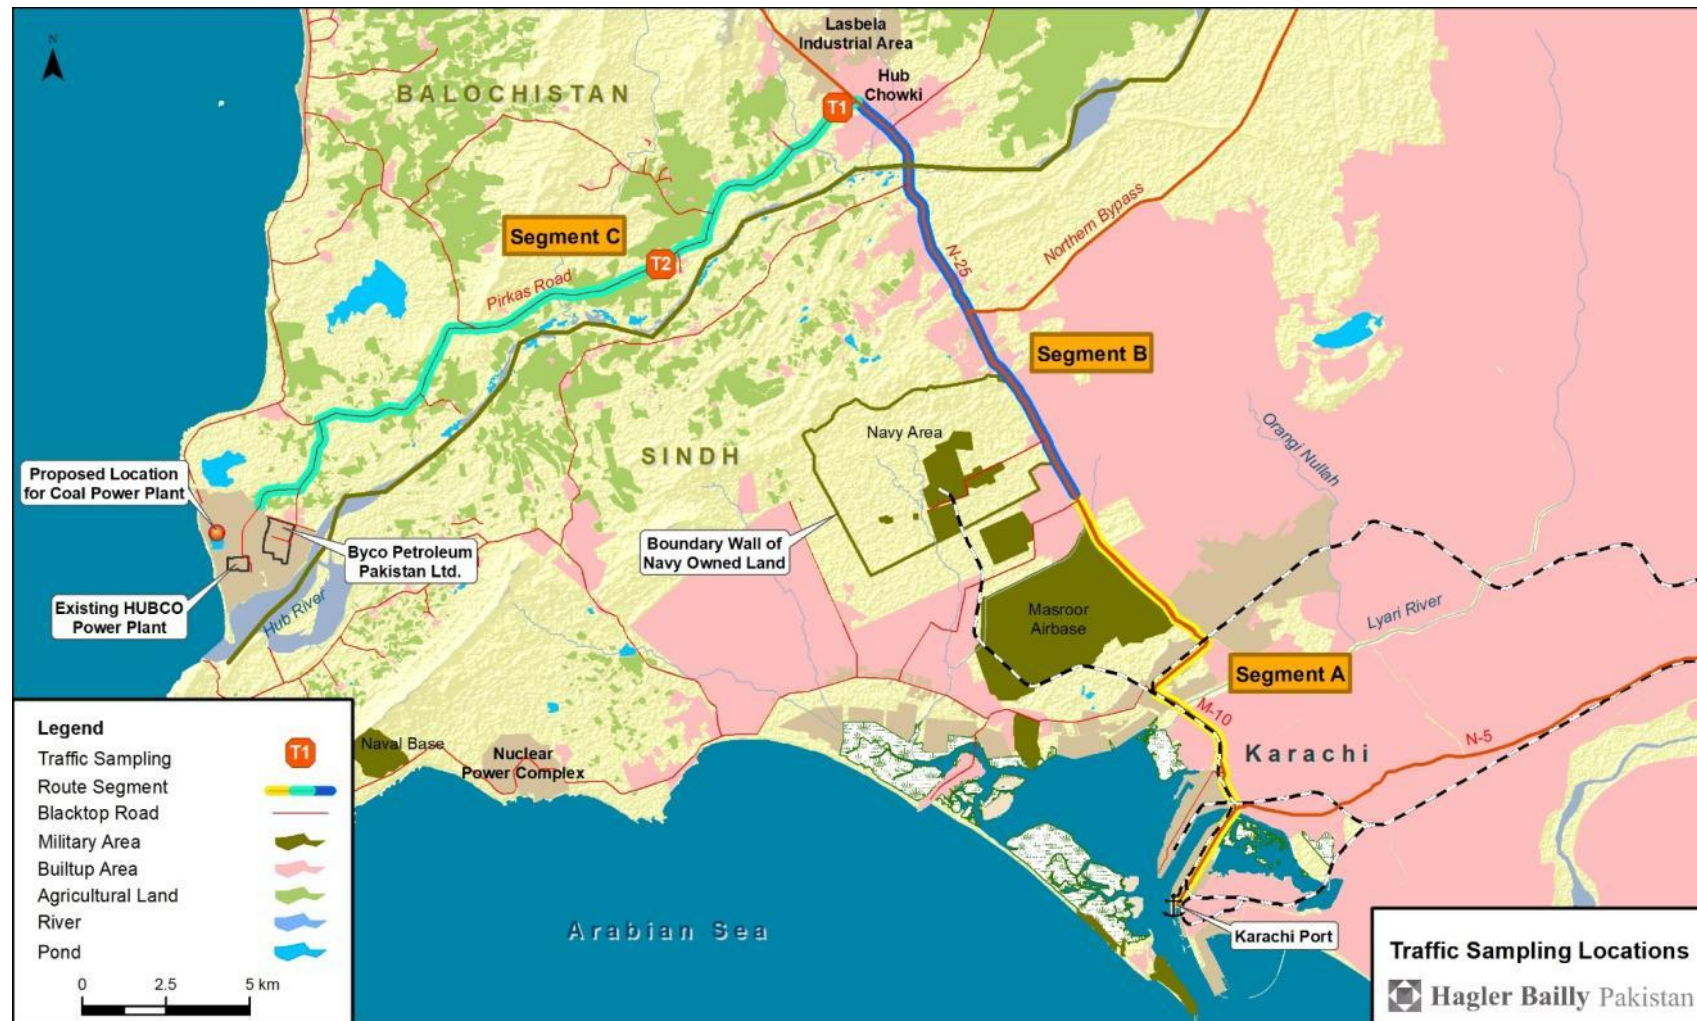 N
Lasbela
Industrial Area
Hub
Chowki
BALOCHISTAN
T1
Segment C
T2
Pirkas Road
N-25
Northern Bypass
Segment B
Orangi Nullah
Navy Area
SINDH
Proposed Location
for Coal Power Plant
Boundary Wall of
Navy Owned Land
Byco Petroleum
Pakistan Ltd.
Existing HUBCO
Power Plant
Hub River
Masroor
Airbase
Lyari River
Segment A
M-10
N-5
Karachi
Naval Base
Nuclear
Power Complex
Arabian Sea
Karachi Port
Legend
Traffic Sampling
T1
Route Segment
Blacktop Road
Military Area
Builtup Area
Agricultural Land
River
Pond
0 2.5 5 km
Traffic Sampling Locations
Hagler Bailly Pakistan